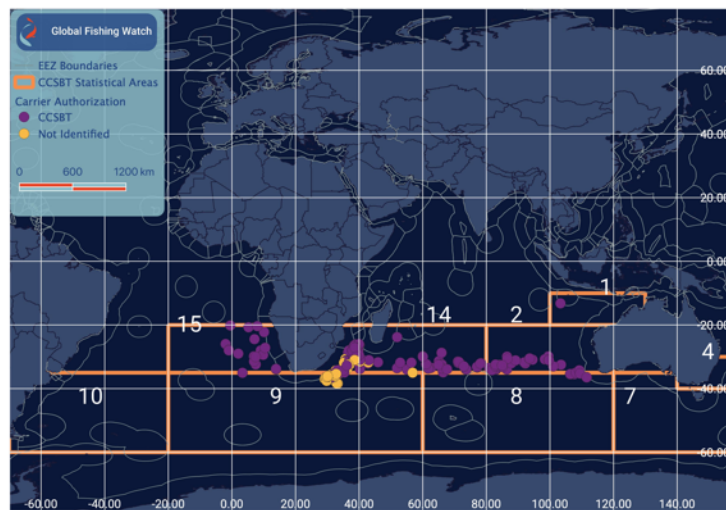 Global Fishing Watch
EEZ Boundaries
CCSBT Statistical Areas
Carrier Authorization
CCSBT
Not Identified
0 600 1200 km
60.00
40.00
20.00
0.00
1
15 14 2
-20.00
4
10 9 8 7
-40.00
-60.00
-60.00 -40.00 -20.00 0.00 20.00 40.00 60.00 80.00 100.00 120.00 140.00